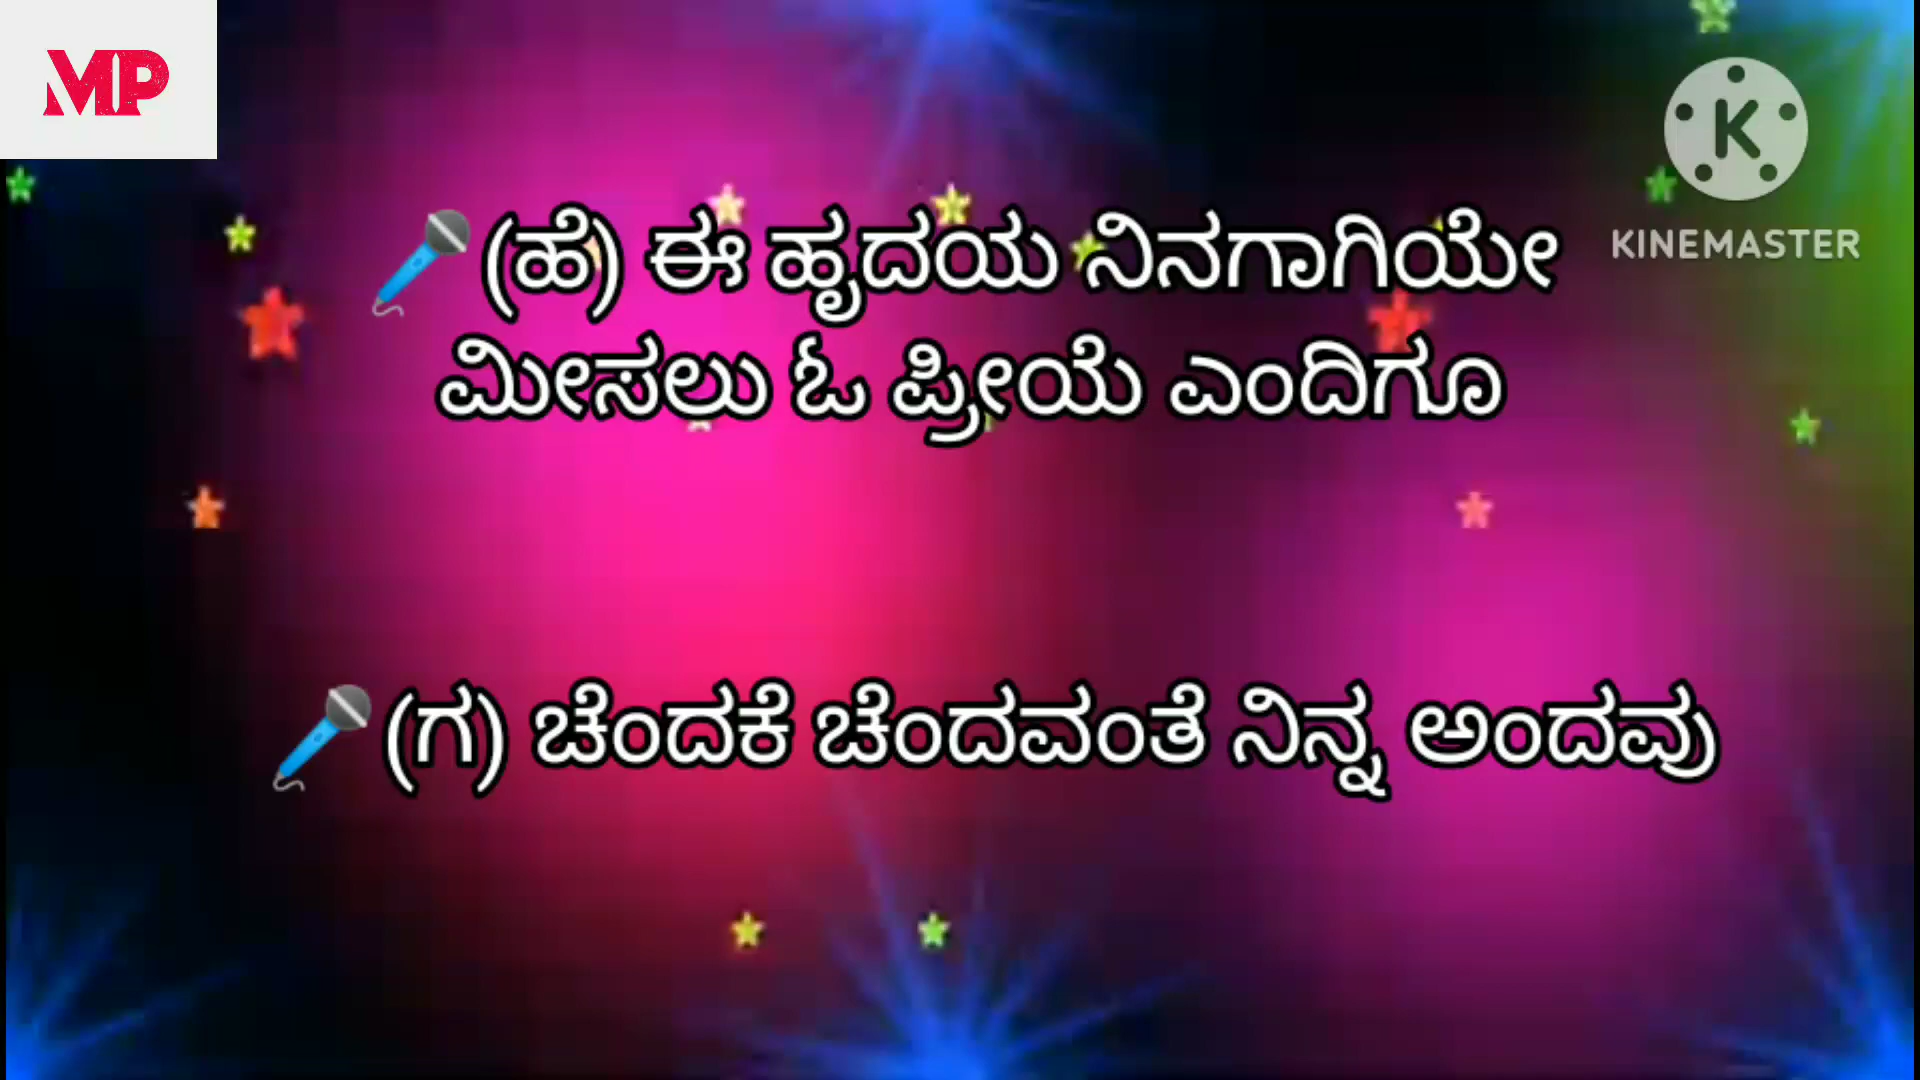 MP
KINEMASTER
(ಹೆ) ಈ ಹೃದಯ ನಿನಗಾಗಿಯೇ
ಮೀಸಲು ಓ ಪ್ರೀಯೆ ಎಂದಿಗೂ
(ಗ) ಚೆಂದಕೆ ಚೆಂದವಂತೆ ನಿನ್ನ ಅಂದವು